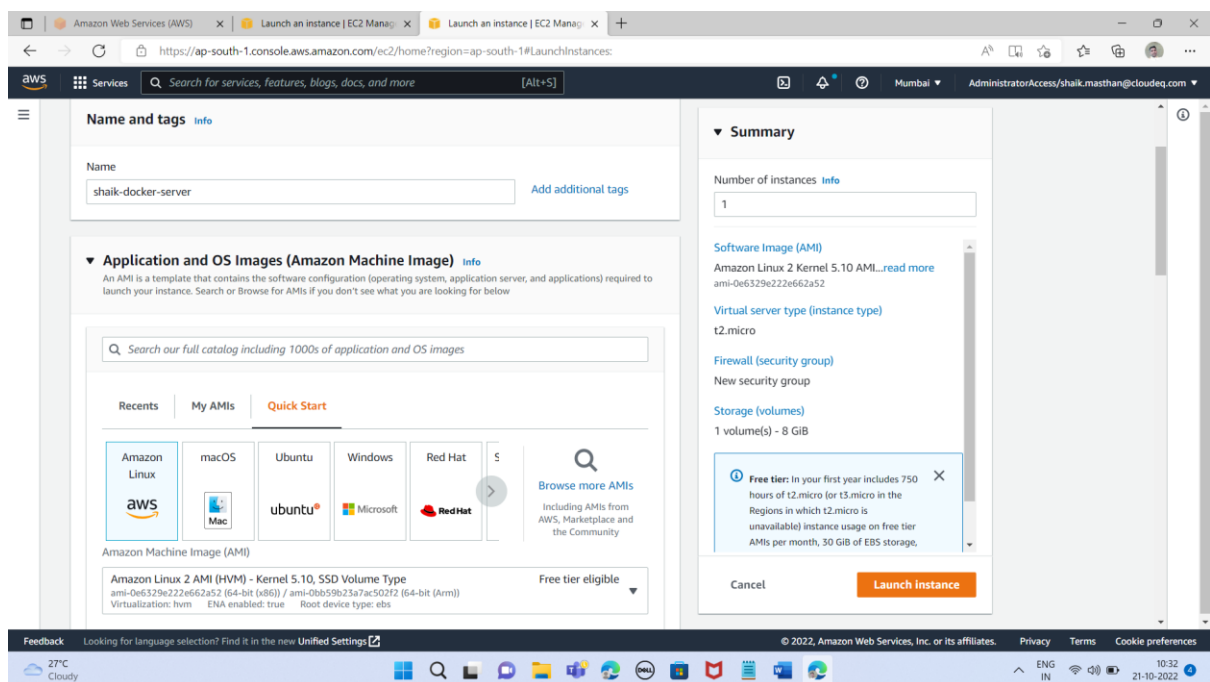 Amazon Web Services (AWS)
Launch an instance | EC2 Manag
Launch an instance | EC2 Manag
https://ap-south-1.console.aws.amazon.com/ec2/home?region=ap-south-1#LaunchInstances:
aws
Services
Search for services, features, blogs, docs, and more
[Alt+S]
Mumbai ▼
AdministratorAccess/shaik.masthan@cloudeq.com ▼
Name and tags Info
Name
shaik-docker-server
Add additional tags
▼ Application and OS Images (Amazon Machine Image) Info
An AMI is a template that contains the software configuration (operating system, application server, and applications) required to
launch your instance. Search or Browse for AMIs if you don't see what you are looking for
below
Search our full catalog including 1000s of application and OS images
Recents
My AMIs
Quick Start
Amazon
Linux
aws
macOS
Mac
Ubuntu
ubuntu
Windows
Microsoft
Red Hat
Red Hat
S
Browse more AMIs
Including AMIs from
AWS, Marketplace and
the Community
Amazon Machine Image (AMI)
Amazon Linux 2 AMI (HVM) - Kernel 5.10, SSD Volume Type
Free tier eligible
ami-0e6329e222e662a52 (64-bit (x86)) / ami-0bb59b23a7ac502f2 (64-bit (Arm))
Virtualization: hvm ENA enabled: true Root device type: ebs
▼ Summary
Number of instances Info
1
Software Image (AMI)
Amazon Linux 2 Kernel 5.10 AMI...read more
ami-0e6329e222e662a52
Virtual server type (instance type)
t2.micro
Firewall (security group)
New security group
Storage (volumes)
1 volume(s) - 8 GiB
Free tier: In your first year includes 750
hours of t2.micro (or t3.micro in the
Regions in which t2.micro is
unavailable) instance usage on free tier
AMIs per month, 30 GiB of EBS storage,
Cancel
Launch instance
Feedback
Looking for language selection? Find it in the new Unified Settings
© 2022, Amazon Web Services, Inc. or its affiliates.
Privacy
Terms
Cookie preferences
27°C
Cloudy
DELL
ENG
IN
10:32
21-10-2022
4